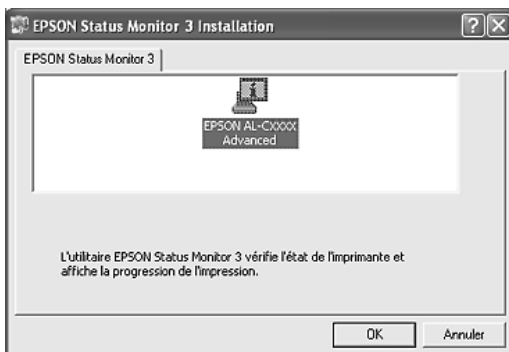 EPSON Status Monitor 3 Installation
EPSON Status Monitor 3
EPSON AL-CXXXX
Advanced
L'utilitaire EPSON Status Monitor 3 vérifie l'état de l'imprimante et
affiche la progression de l'impression.
OK
Annuler